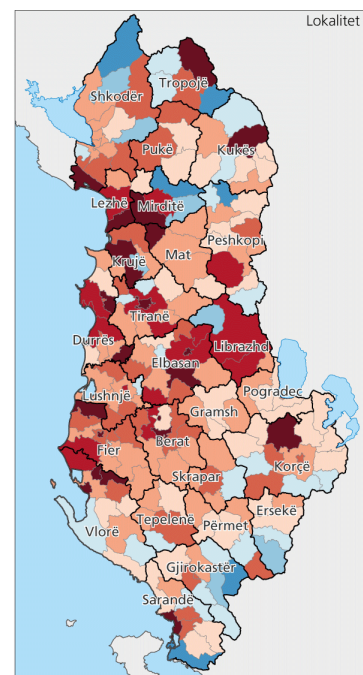 Lokalitet
Shkodër
Tropojë
Pukë
Kukës
Lezhë
Mirditë
Peshkopi
Mat
Krujë
Tiranë
Durrës
Elbasan
Librazhd
Lushnjë
Gramsh
Pogradec
Fier
Berat
Korçë
Skrapar
Ersekë
Vlorë
Tepelenë
Përmet
Gjirokastër
Sarandë